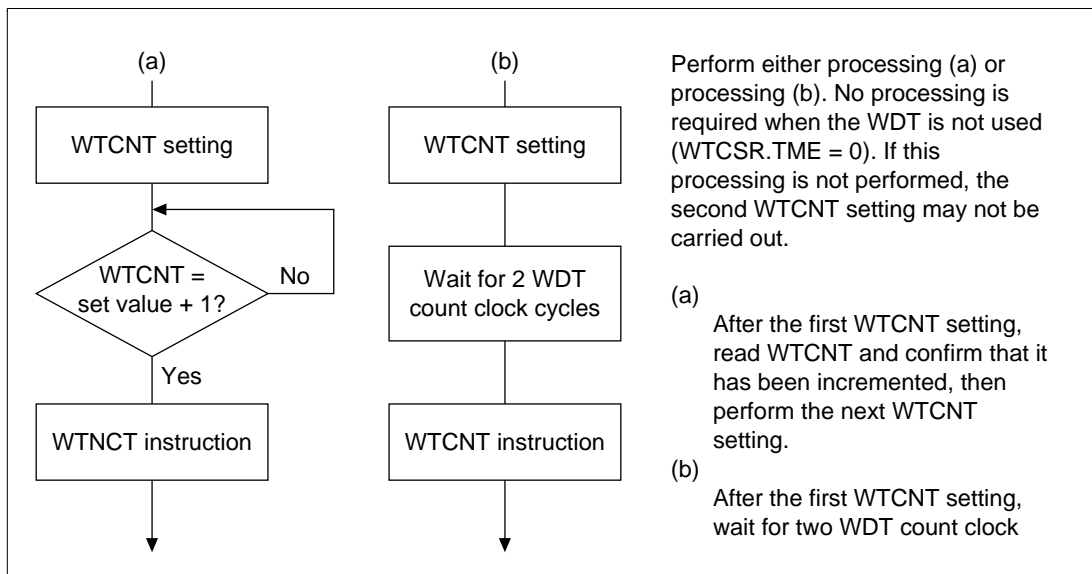 (a)
WTCNT setting
WTCNT =
set value + 1?
No
Yes
WTNCT instruction
(b)
WTCNT setting
Wait for 2 WDT
count clock cycles
WTCNT instruction
Perform either processing (a) or
processing (b). No processing is
required when the WDT is not used
(WTCSR.TME = 0). If this
processing is not performed, the
second WTCNT setting may not be
carried out.
(a)
After the first WTCNT setting,
read WTCNT and confirm that it
has been incremented, then
perform the next WTCNT
setting.
(b)
After the first WTCNT setting,
wait for two WDT count clock